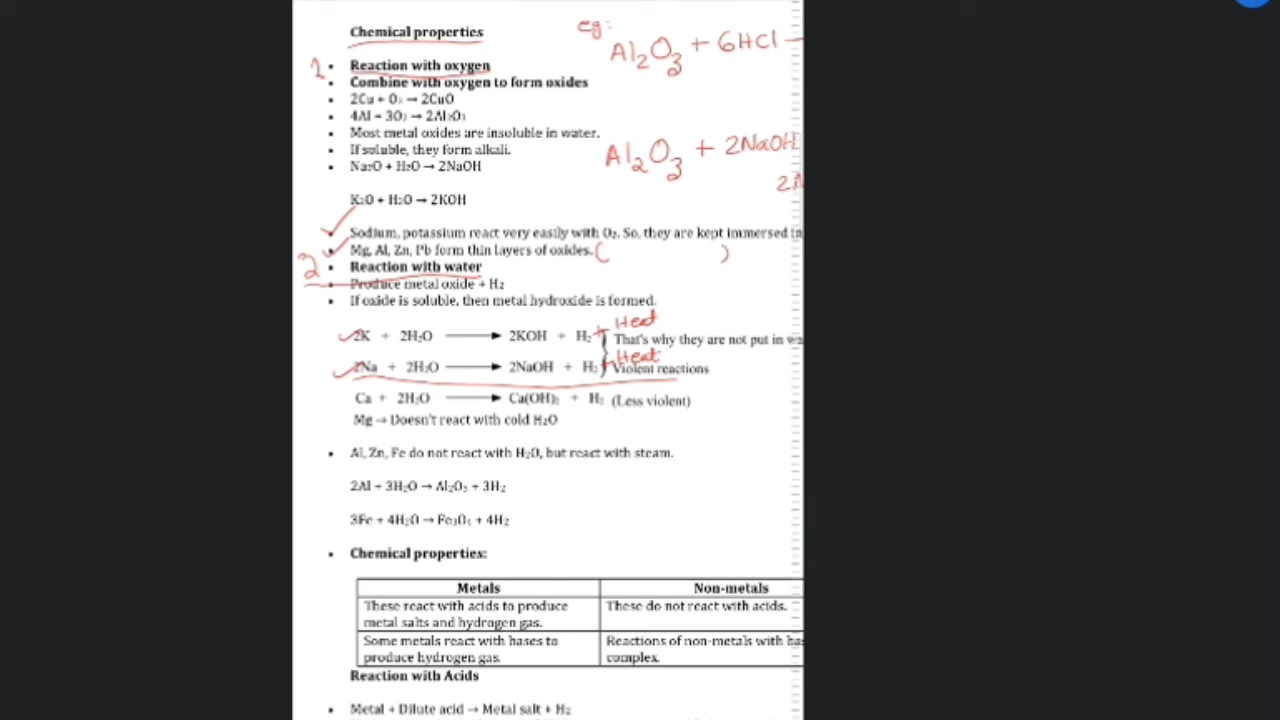 Chemical properties
eg:
Al₂O₃ + 6HCl →
1 • Reaction with oxygen
• Combine with oxygen to form oxides
• 2Cu + O₂ → 2CuO
• 4Al + 3O₂ → 2Al₂O₃
• Most metal oxides are insoluble in water.
• If soluble, they form alkali.
Al₂O₃ + 2NaOH
• Na₂O + H₂O → 2NaOH
K₂O + H₂O → 2KOH
• Sodium, potassium react very easily with O₂. So, they are kept immersed in
• Mg, Al, Zn, Pb form thin layers of oxides. ( )
2 • Reaction with water
• Produce metal oxide + H₂
• If oxide is soluble, then metal hydroxide is formed.
2K + 2H₂O → 2KOH + H₂ + Heat
That's why they are not put in
2Na + 2H₂O → 2NaOH + H₂ + Heat
Violent reactions
Ca + 2H₂O → Ca(OH)₂ + H₂ (Less violent)
Mg → Doesn't react with cold H₂O
• Al, Zn, Fe do not react with H₂O, but react with steam.
2Al + 3H₂O → Al₂O₃ + 3H₂
3Fe + 4H₂O → Fe₃O₄ + 4H₂
• Chemical properties:
Metals Non-metals
These react with acids to produce These do not react with acids.
metal salts and hydrogen gas.
Some metals react with bases to Reactions of non-metals with
produce hydrogen gas. complex.
Reaction with Acids
• Metal + Dilute acid → Metal salt + H₂